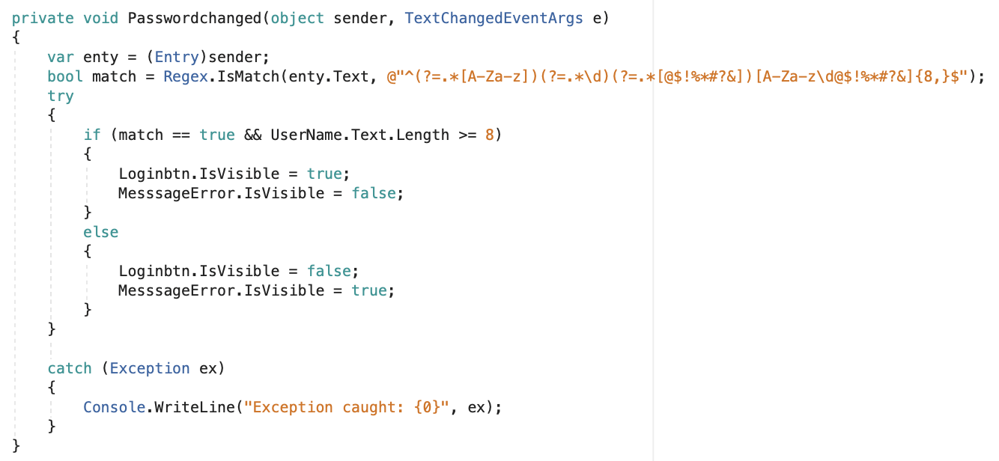 private void Passwordchanged(object sender, TextChangedEventArgs e)
{
    var enty = (Entry)sender;
    bool match = Regex.IsMatch(enty.Text, @"^(?=.*[A-Za-z])(?=.*\d)(?=.*[@$!%*#?&])[A-Za-z\d@$!%*#?&]{8,}$");
    try
    {
        if (match == true && UserName.Text.Length >= 8)
        {
            Loginbtn.IsVisible = true;
            MesssageError.IsVisible = false;
        }
        else
        {
            Loginbtn.IsVisible = false;
            MesssageError.IsVisible = true;
        }
    }

    catch (Exception ex)
    {
        Console.WriteLine("Exception caught: {0}", ex);
    }
}